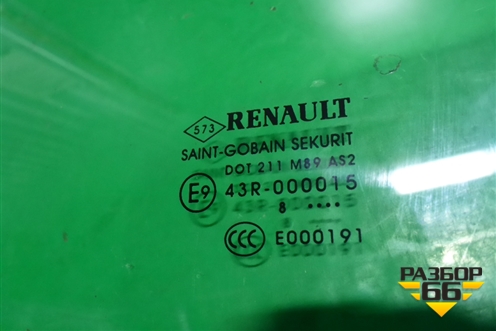 573 RENAULT
SAINT-GOBAIN SEKURIT
DOT 211 M89 AS2
E9 43R-000015
8 ••••
CCC E000191
РАЗБОР
66